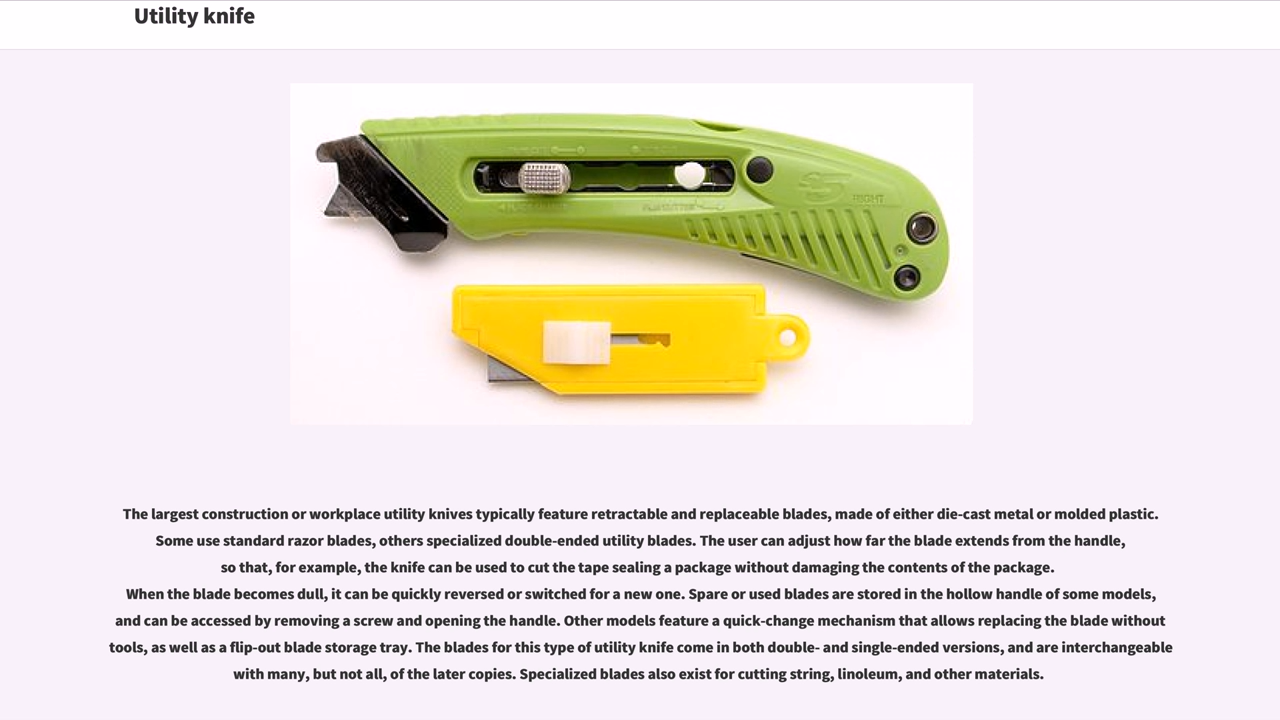 Utility knife
The largest construction or workplace utility knives typically feature retractable and replaceable blades, made of either die-cast metal or molded plastic.
Some use standard razor blades, others specialized double-ended utility blades. The user can adjust how far the blade extends from the handle,
so that, for example, the knife can be used to cut the tape sealing a package without damaging the contents of the package.
When the blade becomes dull, it can be quickly reversed or switched for a new one. Spare or used blades are stored in the hollow handle of some models,
and can be accessed by removing a screw and opening the handle. Other models feature a quick-change mechanism that allows replacing the blade without
tools, as well as a flip-out blade storage tray. The blades for this type of utility knife come in both double- and single-ended versions, and are interchangeable
with many, but not all, of the later copies. Specialized blades also exist for cutting string, linoleum, and other materials.